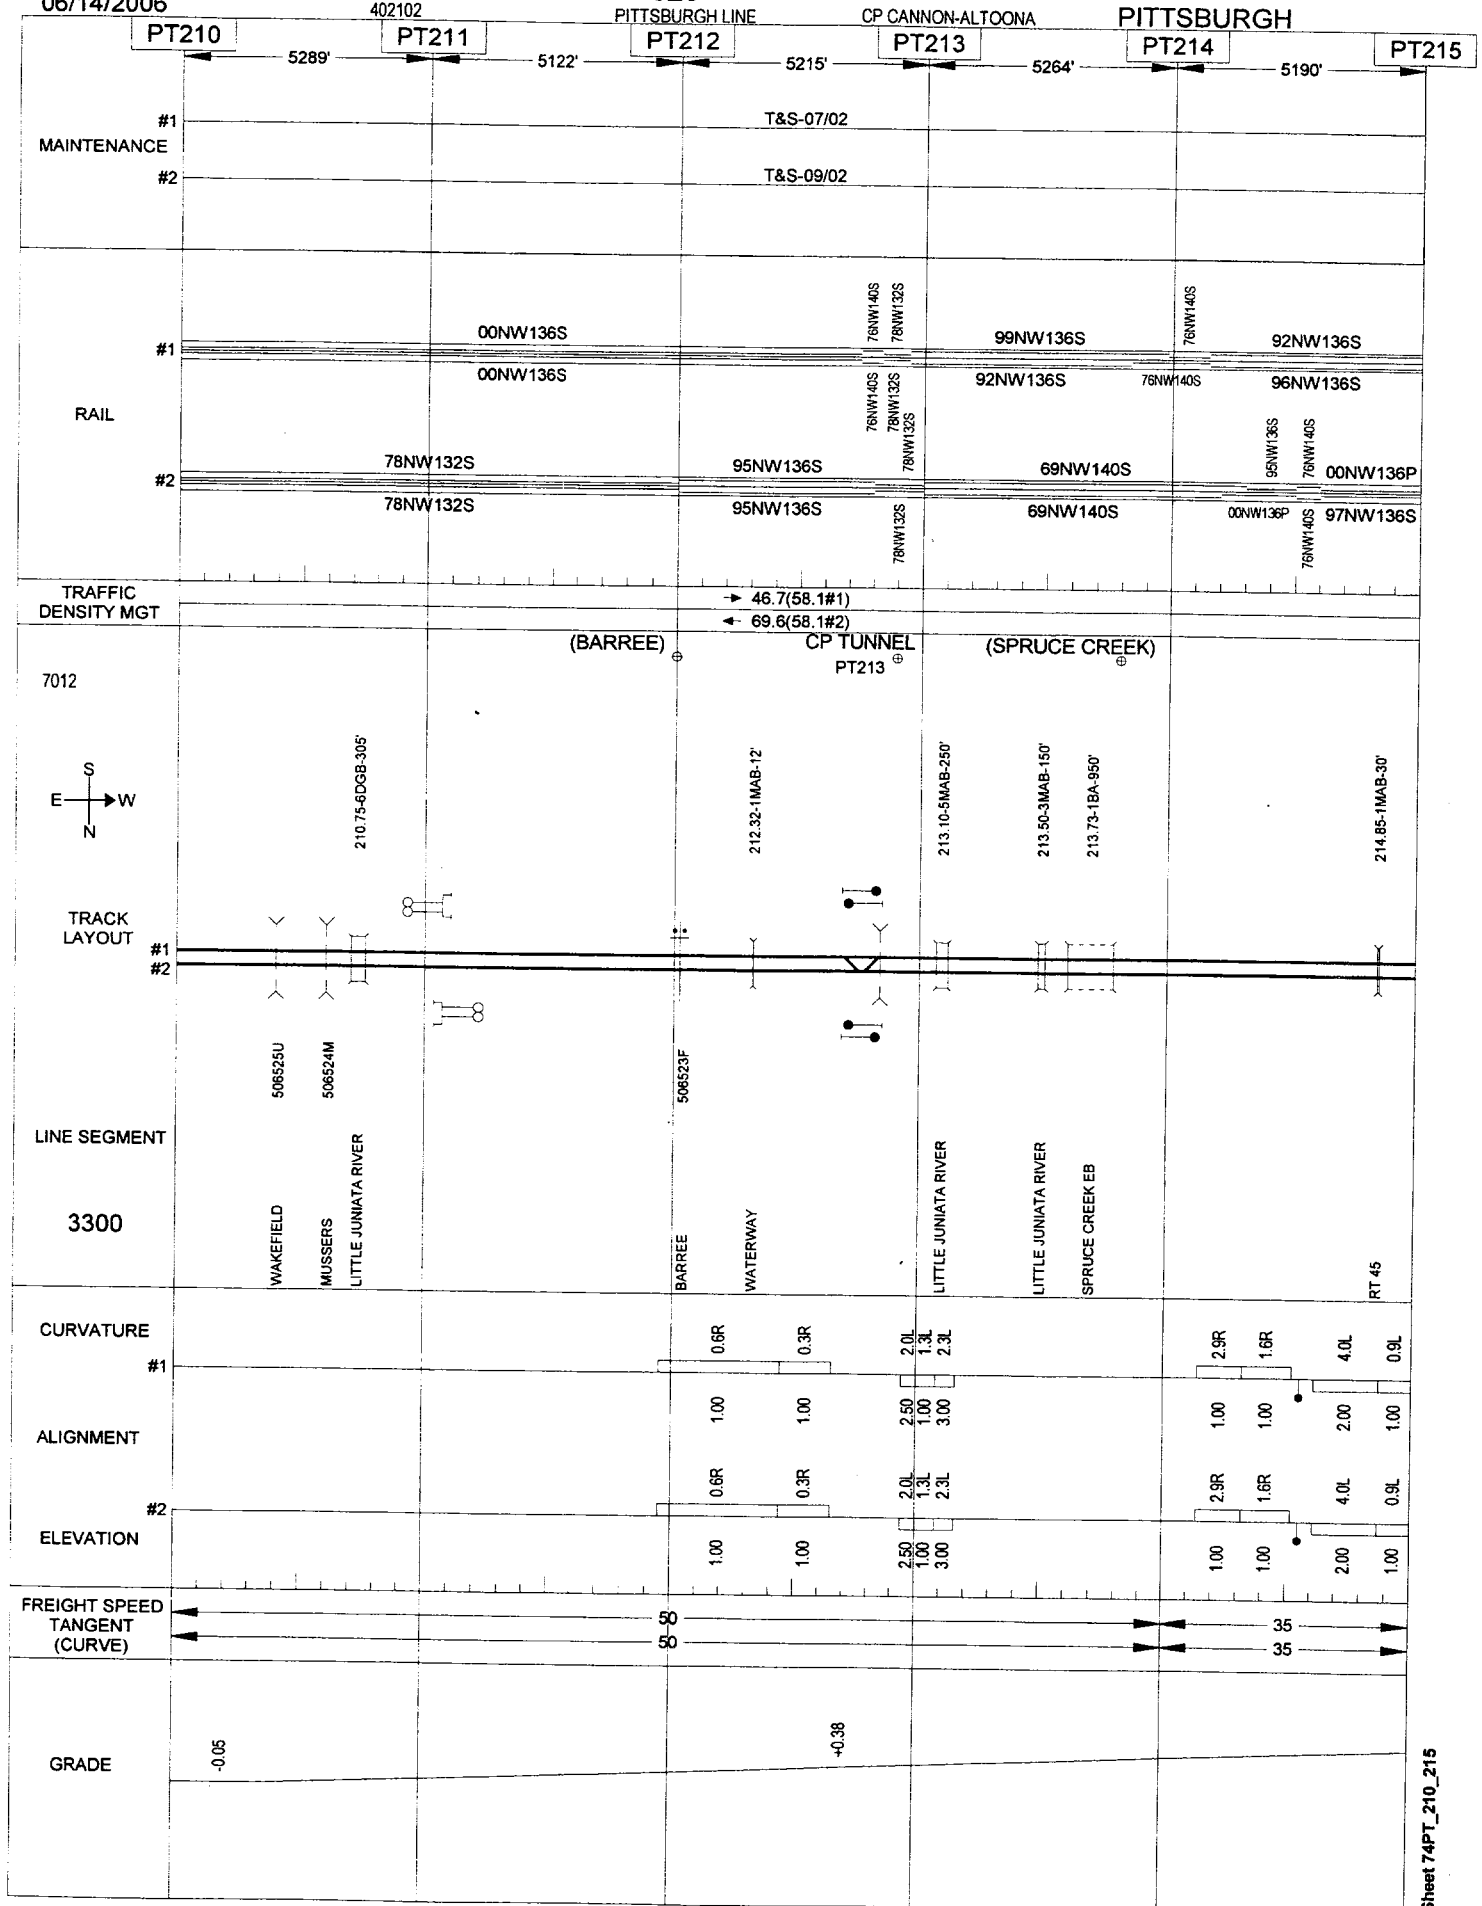 06/14/2006
402102
PITTSBURGH LINE
CP CANNON-ALTOONA
PITTSBURGH
PT210 PT211 PT212 PT213 PT214 PT215
5289' 5122' 5215' 5264' 5190'
MAINTENANCE
#1 T&S-07/02
#2 T&S-09/02
RAIL
76NW140S 78NW132S 76NW140S
#1 00NW136S 99NW136S 92NW136S
00NW136S 92NW136S 76NW140S 96NW136S
76NW140S 78NW132S 78NW132S 95NW136S 76NW140S
#2 78NW132S 95NW136S 69NW140S 00NW136P
78NW132S 95NW136S 69NW140S 00NW136P 97NW136S
78NW132S 76NW140S
TRAFFIC
DENSITY MGT
46.7(58.1#1)
69.6(58.1#2)
(BARREE) CP TUNNEL (SPRUCE CREEK)
PT213
7012
S
E W
N
210.75-6DGB-305' 212.32-1MAB-12' 213.10-5MAB-250' 213.50-3MAB-150' 213.73-1BA-950' 214.85-1MAB-30'
TRACK
LAYOUT
#1
#2
506525U 506524M 506523F
LINE SEGMENT
3300
WAKEFIELD MUSSERS LITTLE JUNIATA RIVER BARREE WATERWAY LITTLE JUNIATA RIVER LITTLE JUNIATA RIVER SPRUCE CREEK EB RT 45
CURVATURE
#1 0.6R 0.3R 2.0L 1.3L 2.3L 2.9R 1.6R 4.0L 0.9L
1.00 1.00 2.50 1.00 3.00 1.00 1.00 2.00 1.00
ALIGNMENT
#2 0.6R 0.3R 2.0L 1.3L 2.3L 2.9R 1.6R 4.0L 0.9L
ELEVATION
1.00 1.00 2.50 1.00 3.00 1.00 1.00 2.00 1.00
FREIGHT SPEED
TANGENT
(CURVE)
50 35
50 35
GRADE
-0.05 +0.38
Sheet 74PT_210_215